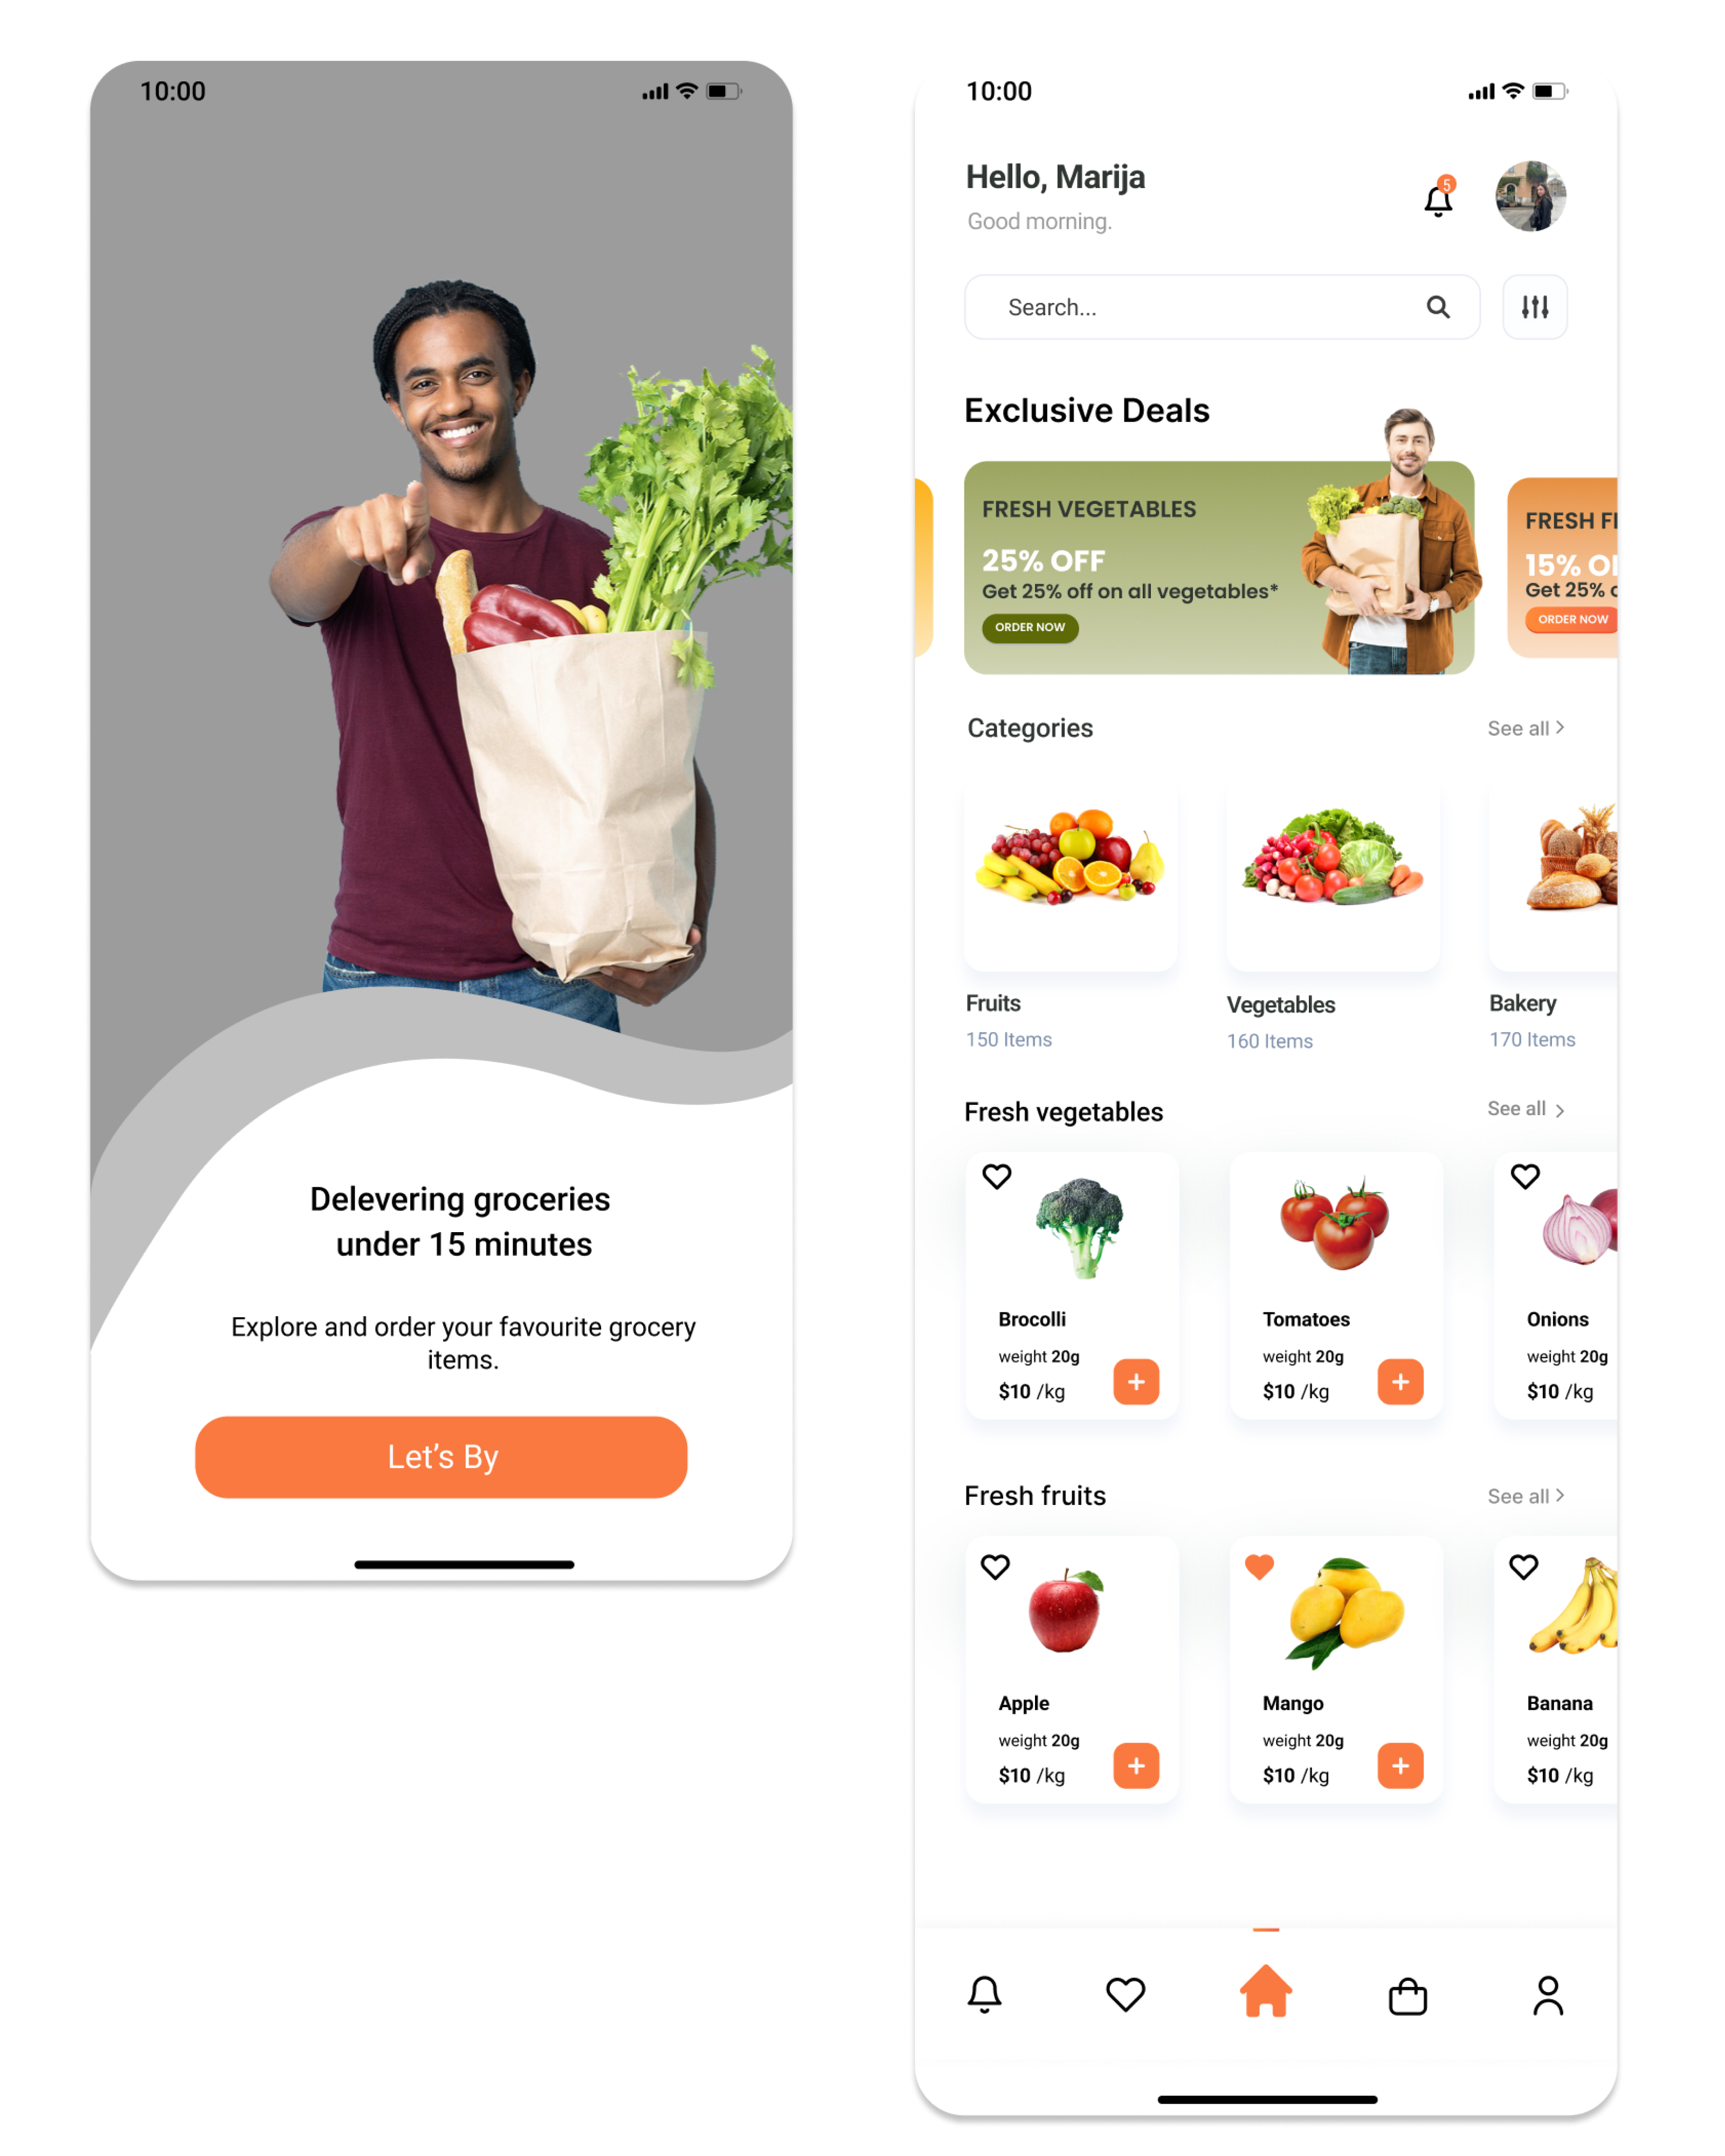 10:00
Delevering groceries
under 15 minutes
Explore and order your favourite grocery
items.
Let’s By
10:00
Hello, Marija
Good morning.
5
Search...
Exclusive Deals
FRESH VEGETABLES
25% OFF
Get 25% off on all vegetables*
ORDER NOW
FRESH
15%
Get 25%
ORDER NOW
Categories
See all
Fruits
150 Items
Vegetables
160 Items
Bakery
170 Items
Fresh vegetables
See all
Brocolli
weight 20g
$10 /kg
Tomatoes
weight 20g
$10 /kg
Onions
weight 20g
$10 /kg
Fresh fruits
See all
Apple
weight 20g
$10 /kg
Mango
weight 20g
$10 /kg
Banana
weight 20g
$10 /kg